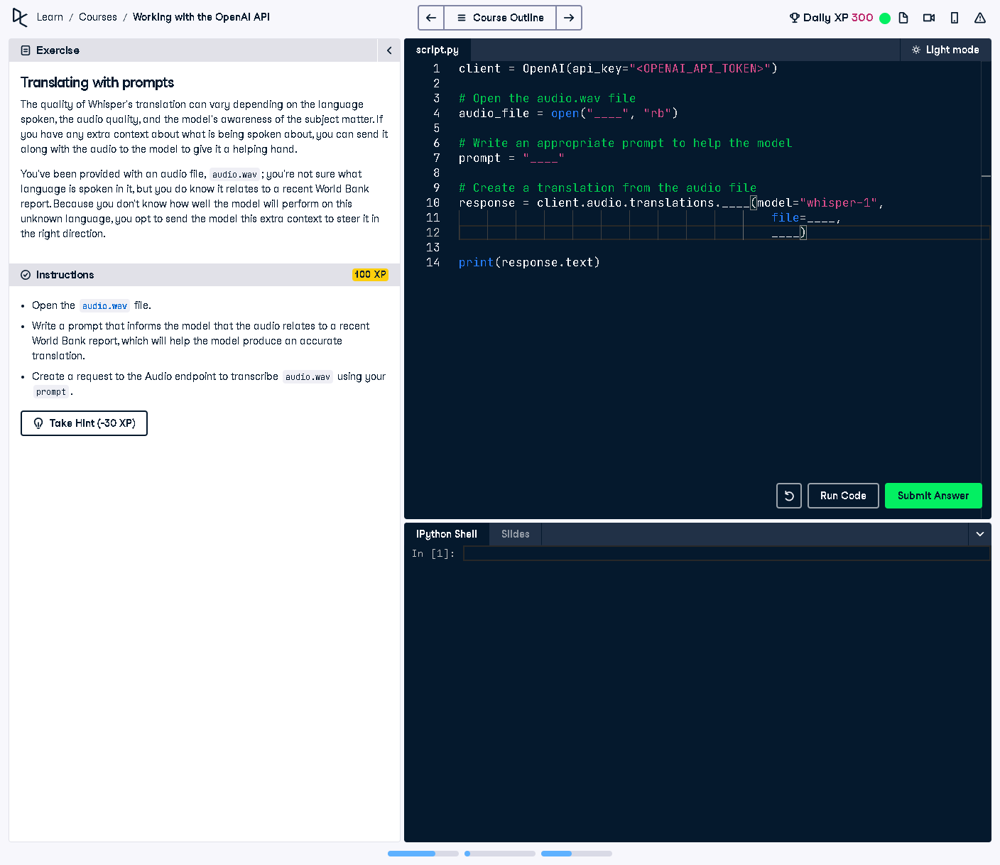 Learn / Courses / Working with the OpenAI API
Course Outline
Daily XP 300
Exercise
Translating with prompts
The quality of Whisper's translation can vary depending on the language
spoken, the audio quality, and the model's awareness of the subject matter. If
you have any extra context about what is being spoken about, you can send it
along with the audio to the model to give it a helping hand.
You've been provided with an audio file, audio.wav; you're not sure what
language is spoken in it, but you do know it relates to a recent World Bank
report. Because you don't know how well the model will perform on this
unknown language, you opt to send the model this extra context to steer it in
the right direction.
Instructions
100 XP
• Open the audio.wav file.
• Write a prompt that informs the model that the audio relates to a recent
World Bank report, which will help the model produce an accurate
translation.
• Create a request to the Audio endpoint to transcribe audio.wav using your
prompt.
Take Hint (-30 XP)
script.py
Light mode
1 client = OpenAI(api_key="<OPENAI_API_TOKEN>")
2
3 # Open the audio.wav file
4 audio_file = open("____", "rb")
5
6 # Write an appropriate prompt to help the model
7 prompt = "____"
8
9 # Create a translation from the audio file
10 response = client.audio.translations.____(model="whisper-1",
11 file=____,
12 ____)
13
14 print(response.text)
Run Code
Submit Answer
IPython Shell
Slides
In [1]: